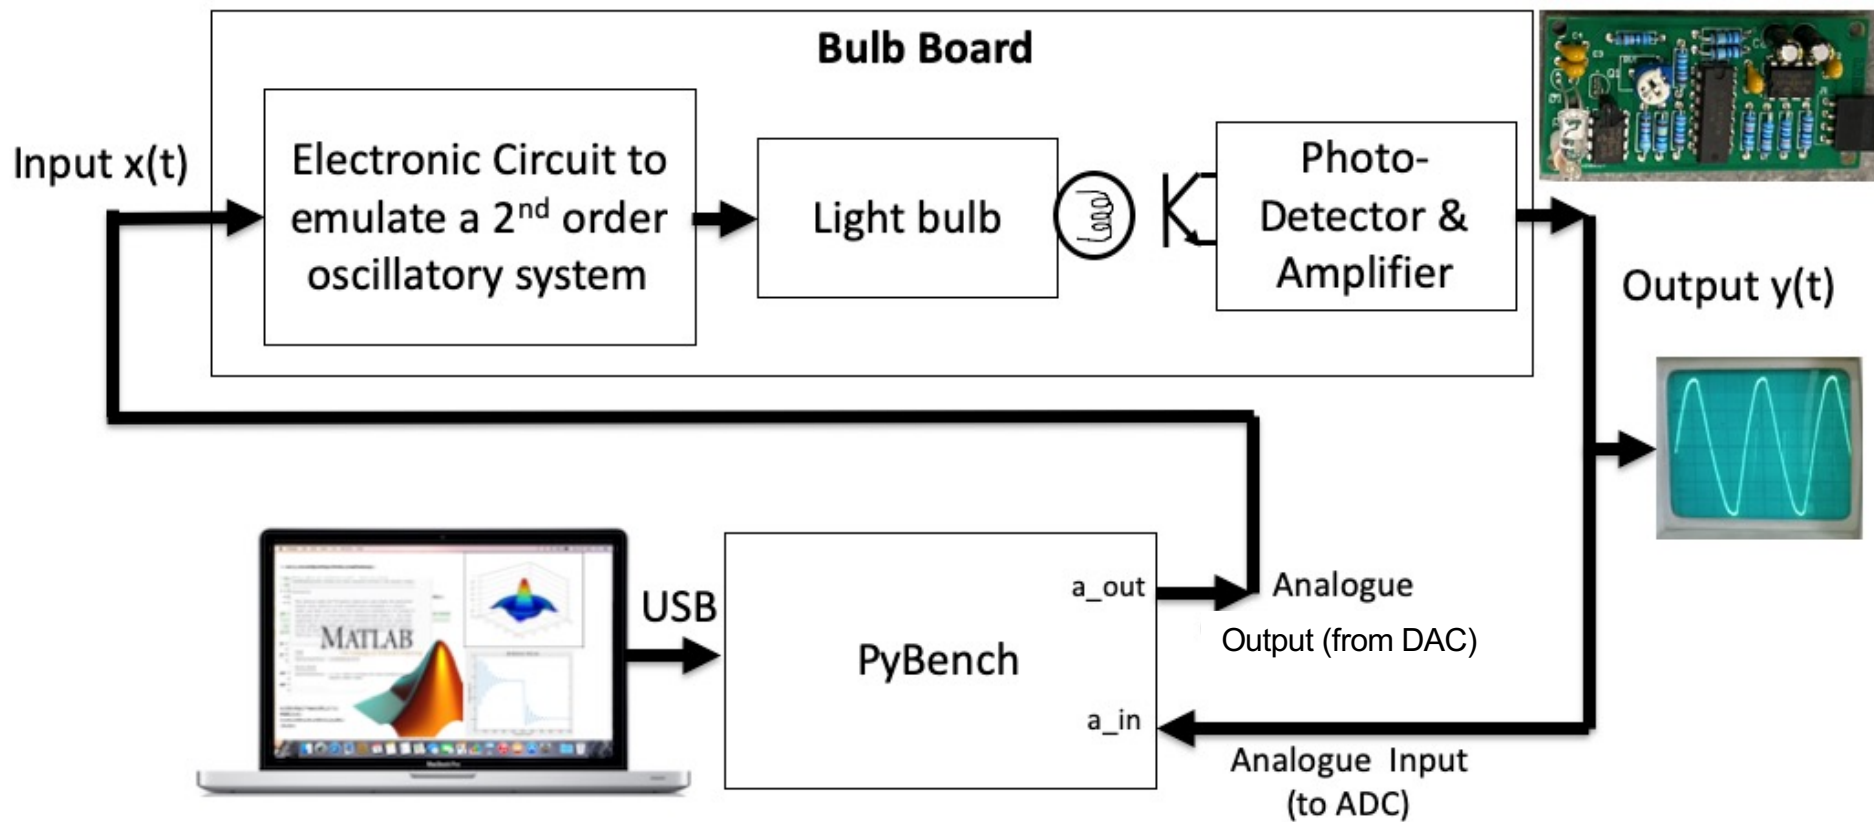 Bulb Board
Input x(t)
Electronic Circuit to
emulate a 2nd order
oscillatory system
Light bulb
Photo-
Detector &
Amplifier
Output y(t)
MATLAB
USB
PyBench
a_out
a_in
Analogue
Output (from DAC)
Analogue Input
(to ADC)